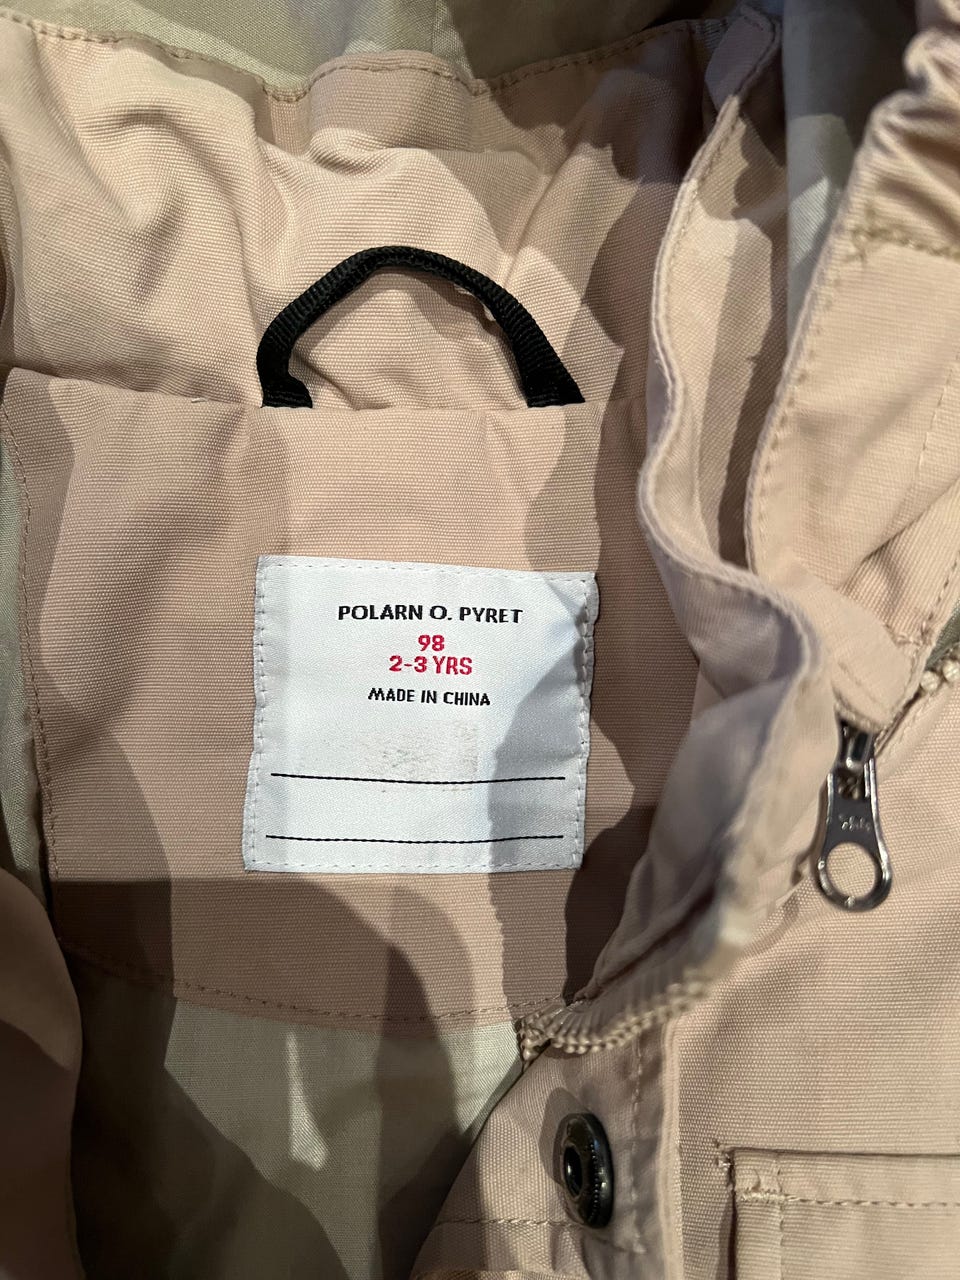 POLARN O. PYRET
98
2-3 YRS
MADE IN CHINA